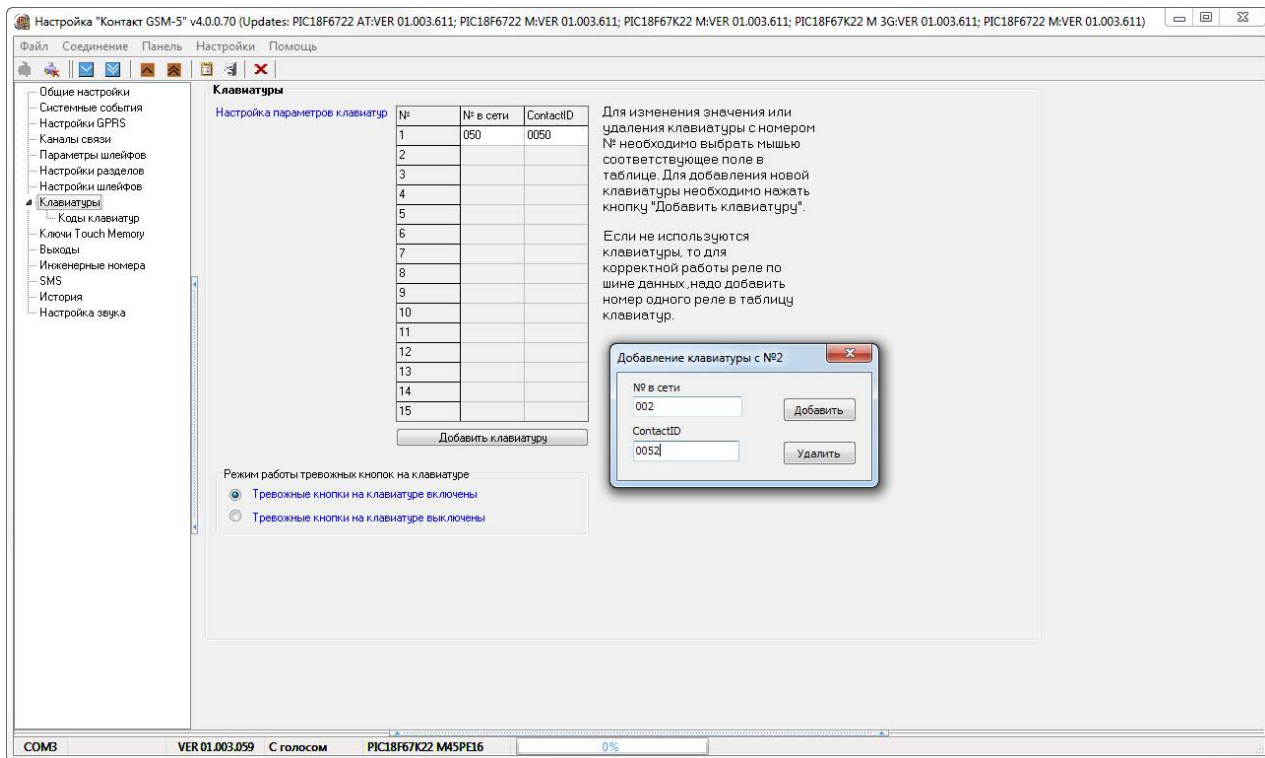 Настройка "Контакт GSM-5" v4.0.0.70 (Updates: PIC18F6722 AT:VER 01.003.611; PIC18F6722 M:VER 01.003.611; PIC18F67K22 M:VER 01.003.611; PIC18F67K22 M 3G:VER 01.003.611; PIC18F6722 M:VER 01.003.611)
Файл Соединение Панель Настройки Помощь
Общие настройки
Системные события
Настройки GPRS
Каналы связи
Параметры шлейфов
Настройки разделов
Настройки шлейфов
Клавиатуры
Коды клавиатур
Ключи Touch Memory
Выходы
Инженерные номера
SMS
История
Настройка звука
Клавиатуры
Настройка параметров клавиатур
№ № в сети ContactID
1 050 0050
2
3
4
5
6
7
8
9
10
11
12
13
14
15
Добавить клавиатуру
Для изменения значения или
удаления клавиатуры с номером
№ необходимо выбрать мышью
соответствующее поле в
таблице. Для добавления новой
клавиатуры необходимо нажать
кнопку "Добавить клавиатуру".
Если не используются
клавиатуры, то для
корректной работы реле по
шине данных ,надо добавить
номер одного реле в таблицу
клавиатур.
Добавление клавиатуры с №2
№ в сети
002
Добавить
ContactID
0052
Удалить
Режим работы тревожных кнопок на клавиатуре
Тревожные кнопки на клавиатуре включены
Тревожные кнопки на клавиатуре выключены
COM3 VER 01.003.059 С голосом PIC18F67K22 M45PE16 0%